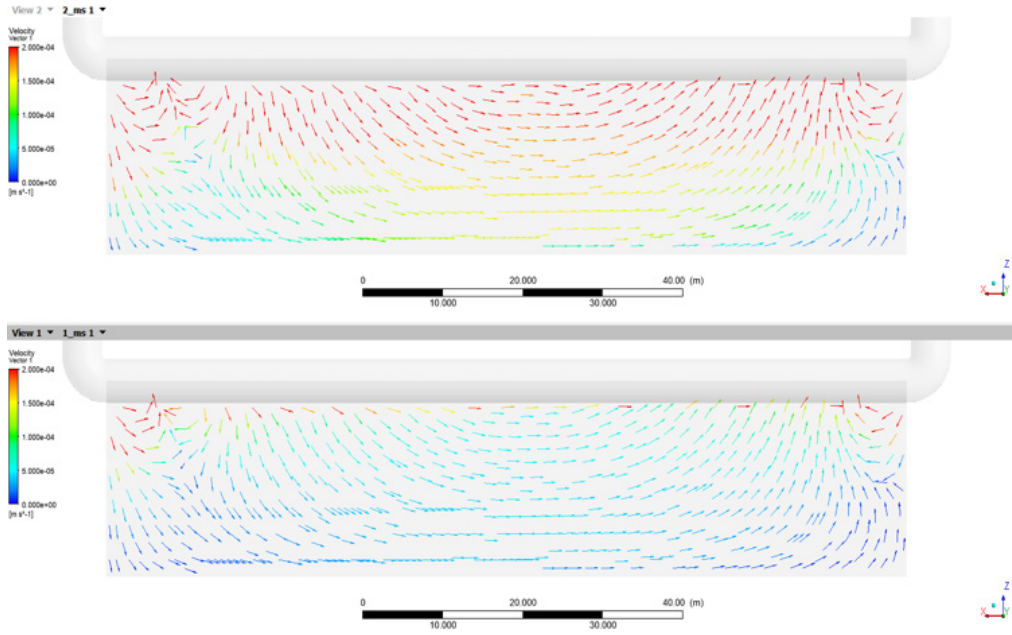 View 2 ▼ 2_ms 1 ▼
Velocity
Vector 1
2.000e-04
1.500e-04
1.000e-04
5.000e-05
0.000e+00
[m s^-1]
0 20.000 40.00 (m)
10.000 30.000
Z
X Y
View 1 ▼ 1_ms 1 ▼
Velocity
Vector 1
2.000e-04
1.500e-04
1.000e-04
5.000e-05
0.000e+00
[m s^-1]
0 20.000 40.00 (m)
10.000 30.000
Z
X Y